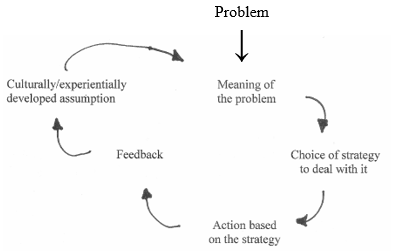 Problem
Culturally/experientially
developed assumption
Meaning of
the problem
Feedback
Choice of strategy
to deal with it
Action based
on the strategy